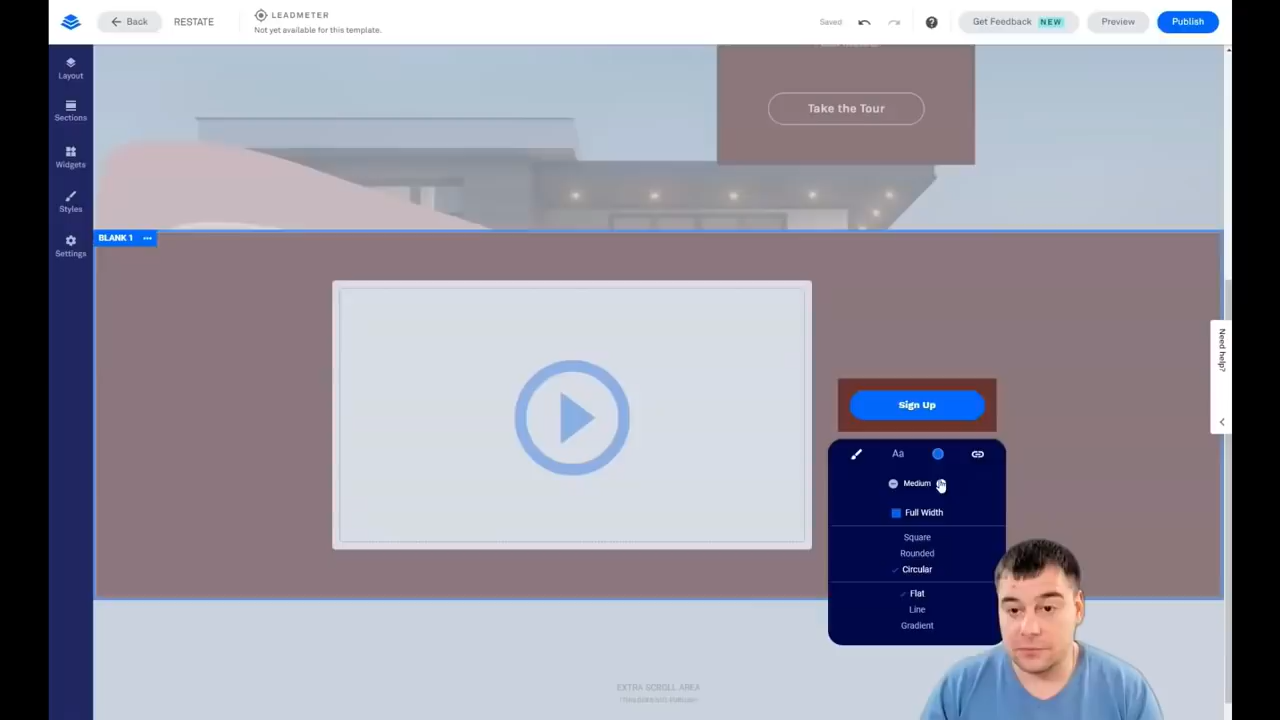 Back
RESTATE
LEADMETER
Not yet available for this template.
Saved
Get Feedback NEW
Preview
Publish
Layout
Sections
Widgets
Styles
Settings
Take the Tour
BLANK 1
Need help?
Sign Up
Aa
Medium
Full Width
Square
Rounded
Circular
Flat
Line
Gradient
EXTRA SCROLL AREA